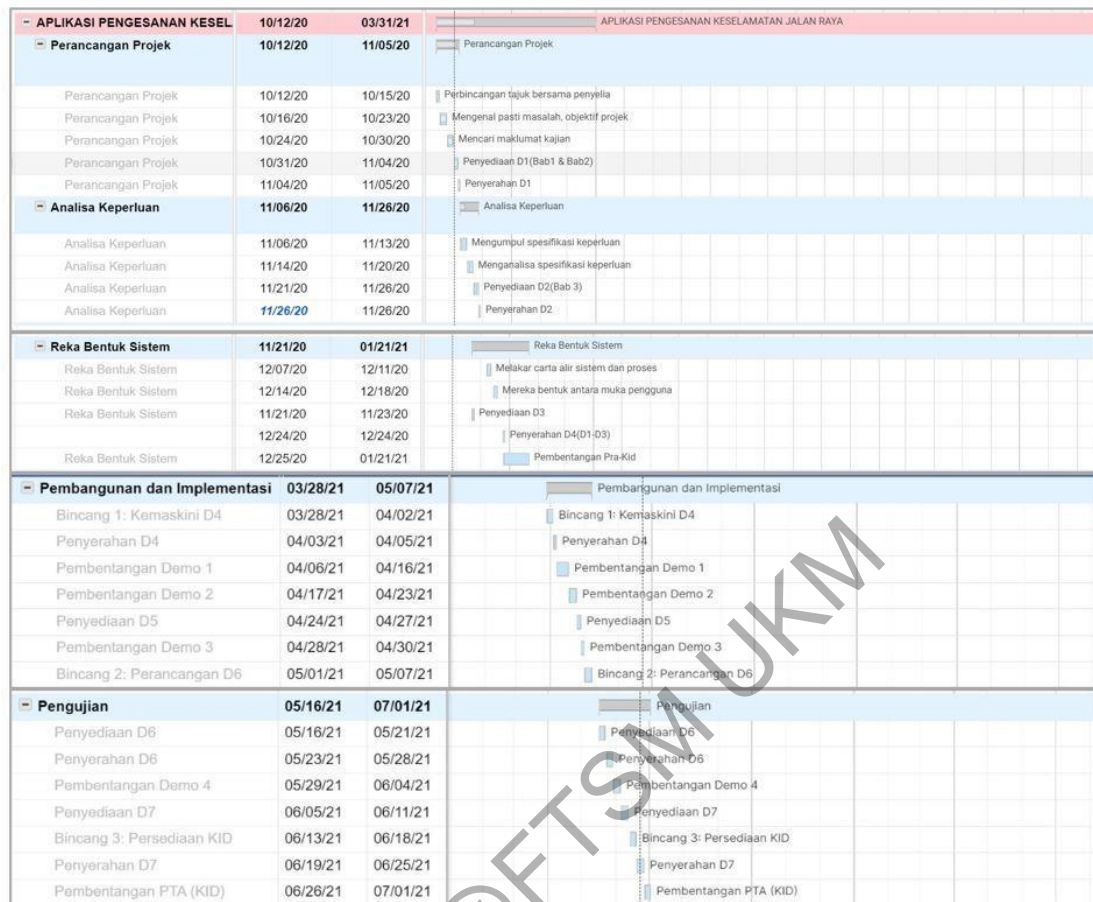 APLIKASI PENGESANAN KESEL 10/12/20 03/31/21 APLIKASI PENGESANAN KESELAMATAN JALAN RAYA
Perancangan Projek 10/12/20 11/05/20 Perancangan Projek
Perancangan Projek 10/12/20 10/15/20 Perbincangan tajuk bersama penyelia
Perancangan Projek 10/16/20 10/23/20 Mengenal pasti masalah, objektif projek
Perancangan Projek 10/24/20 10/30/20 Mencari maklumat kajian
Perancangan Projek 10/31/20 11/04/20 Penyediaan D1(Bab1 & Bab2)
Perancangan Projek 11/04/20 11/05/20 Penyerahan D1
Analisa Keperluan 11/06/20 11/26/20 Analisa Keperluan
Analisa Keperluan 11/06/20 11/13/20 Mengumpul spesifikasi keperluan
Analisa Keperluan 11/14/20 11/20/20 Menganalisa spesifikasi keperluan
Analisa Keperluan 11/21/20 11/26/20 Penyediaan D2(Bab 3)
Analisa Keperluan 11/26/20 11/26/20 Penyerahan D2
Reka Bentuk Sistem 11/21/20 01/21/21 Reka Bentuk Sistem
Reka Bentuk Sistem 12/07/20 12/11/20 Melakar carta alir sistem dan proses
Reka Bentuk Sistem 12/14/20 12/18/20 Mereka bentuk antara muka pengguna
Reka Bentuk Sistem 11/21/20 11/23/20 Penyediaan D3
12/24/20 12/24/20 Penyerahan D4(D1-D3)
Reka Bentuk Sistem 12/25/20 01/21/21 Pembentangan Pra-Kid
Pembangunan dan Implementasi 03/28/21 05/07/21 Pembangunan dan Implementasi
Bincang 1: Kemaskini D4 03/28/21 04/02/21 Bincang 1: Kemaskini D4
Penyerahan D4 04/03/21 04/05/21 Penyerahan D4
Pembentangan Demo 1 04/06/21 04/16/21 Pembentangan Demo 1
Pembentangan Demo 2 04/17/21 04/23/21 Pembentangan Demo 2
Penyediaan D5 04/24/21 04/27/21 Penyediaan D5
Pembentangan Demo 3 04/28/21 04/30/21 Pembentangan Demo 3
Bincang 2: Perancangan D6 05/01/21 05/07/21 Bincang 2: Perancangan D6
Pengujian 05/16/21 07/01/21 Pengujian
Penyediaan D6 05/16/21 05/21/21 Penyediaan D6
Penyerahan D6 05/23/21 05/28/21 Penyerahan D6
Pembentangan Demo 4 05/29/21 06/04/21 Pembentangan Demo 4
Penyediaan D7 06/05/21 06/11/21 Penyediaan D7
Bincang 3: Persediaan KID 06/13/21 06/18/21 Bincang 3: Persediaan KID
Penyerahan D7 06/19/21 06/25/21 Penyerahan D7
Pembentangan PTA (KID) 06/26/21 07/01/21 Pembentangan PTA (KID)
FTSM UKM